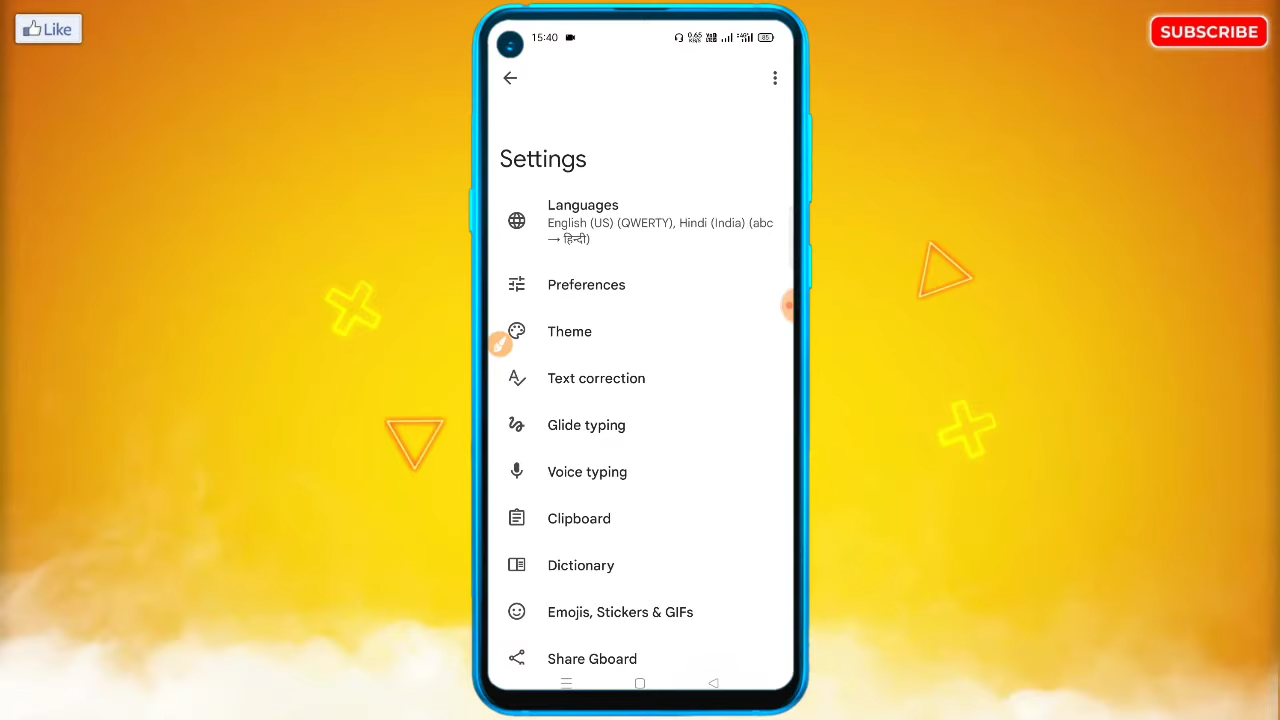 Like
SUBSCRIBE
15:40
85
Settings
Languages
English (US) (QWERTY), Hindi (India) (abc
→ हिन्दी)
Preferences
Theme
Text correction
Glide typing
Voice typing
Clipboard
Dictionary
Emojis, Stickers & GIFs
Share Gboard